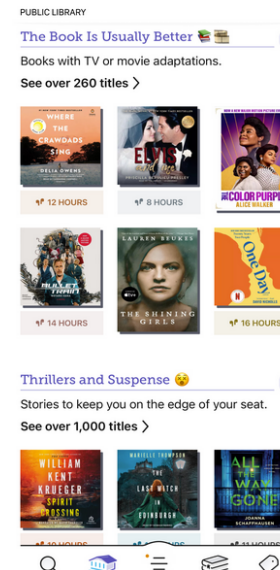 PUBLIC LIBRARY
The Book Is Usually Better
Books with TV or movie adaptations.
See over 260 titles
WHERE
THE
CRAWDADS
SING
DELIA OWENS
ELVIS
and Me
12 HOURS
8 HOURS
COLOR PURPLE
ALICE WALKER
BULLET
TRAIN
LAUREN BEUKES
THE SHINING
GIRLS
One
Day
14 HOURS
16 HOURS
Thrillers and Suspense 😵
Stories to keep you on the edge of your seat.
See over 1,000 titles
WILLIAM
KENT
KRUEGER
SPIRIT
CROSSING
MARIELLE THOMPSON
THE
LAST WITCH
EDINBURGH
ALL
THE WAY
GONE
JOANNA
SCHAFFHAUSEN